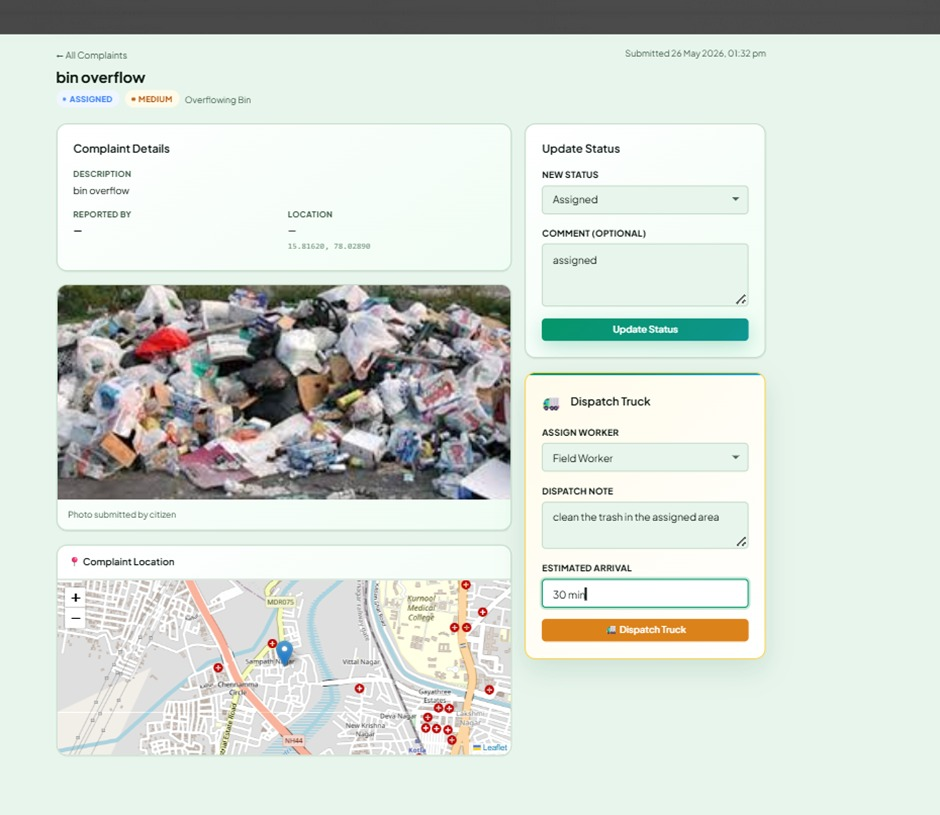 ← All Complaints
Submitted 26 May 2026, 01:32 pm
bin overflow
ASSIGNED
MEDIUM
Overflowing Bin
Complaint Details
DESCRIPTION
bin overflow
REPORTED BY
—
LOCATION
—
15.81620, 78.02890
Photo submitted by citizen
Complaint Location
+
−
MDR075
Kurnool
Medical
College
Sampath Nagar
Vittal Nagar
Chennamma
Circle
Gayathree
Estates
Deva Nagar
Lakshmi
Nagar
New Krishna
Nagar
NH44
Leaflet
Update Status
NEW STATUS
Assigned
COMMENT (OPTIONAL)
assigned
Update Status
Dispatch Truck
ASSIGN WORKER
Field Worker
DISPATCH NOTE
clean the trash in the assigned area
ESTIMATED ARRIVAL
30 min
Dispatch Truck